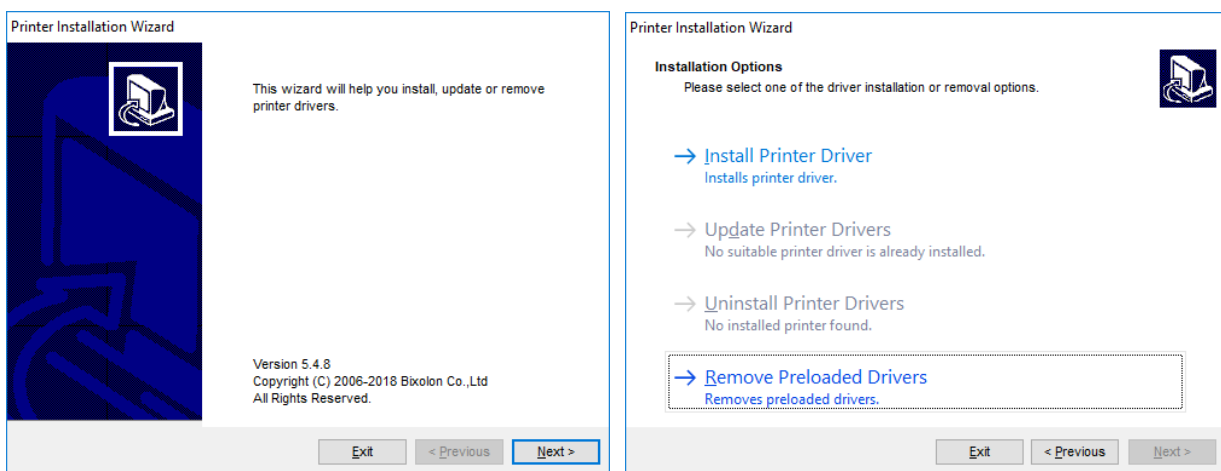 Printer Installation Wizard
This wizard will help you install, update or remove
printer drivers.
Version 5.4.8
Copyright (C) 2006-2018 Bixolon Co.,Ltd
All Rights Reserved.
Exit
< Previous
Next >
Printer Installation Wizard
Installation Options
Please select one of the driver installation or removal options.
Install Printer Driver
Installs printer driver.
Update Printer Drivers
No suitable printer driver is already installed.
Uninstall Printer Drivers
No installed printer found.
Remove Preloaded Drivers
Removes preloaded drivers.
Exit
< Previous
Next >